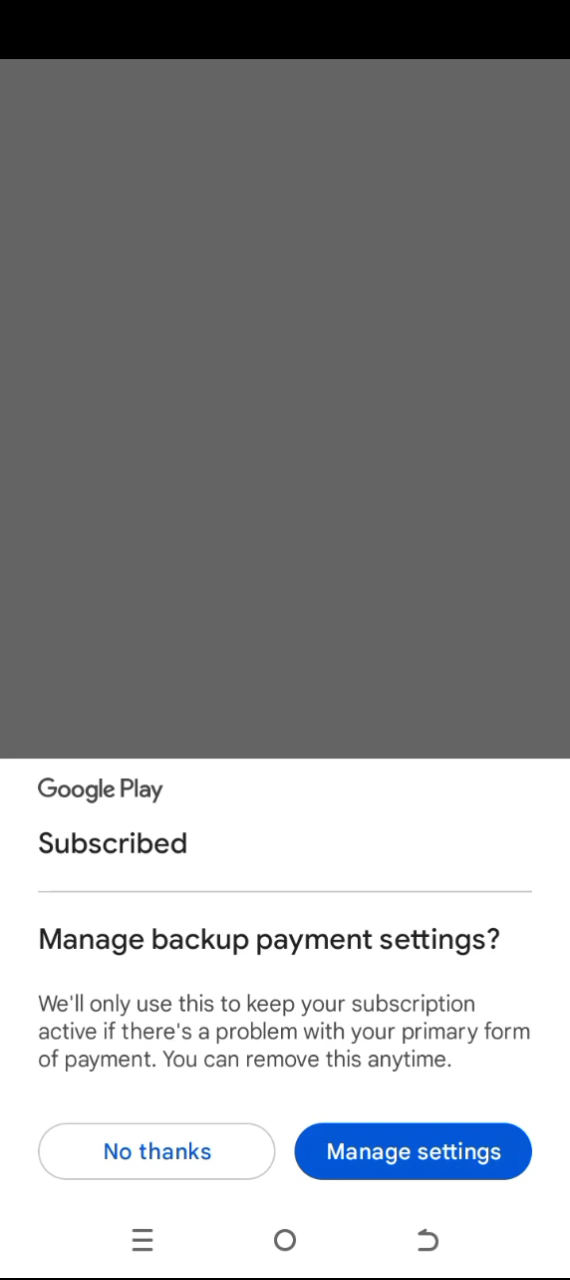 Google Play
Subscribed
Manage backup payment settings?
We'll only use this to keep your subscription
active if there's a problem with your primary form
of payment. You can remove this anytime.
No thanks
Manage settings